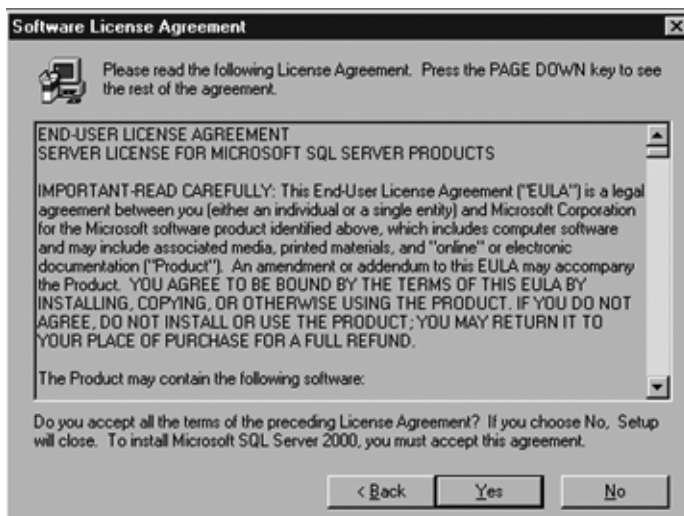 Software License Agreement
Please read the following License Agreement. Press the PAGE DOWN key to see
the rest of the agreement.
END-USER LICENSE AGREEMENT
SERVER LICENSE FOR MICROSOFT SQL SERVER PRODUCTS
IMPORTANT-READ CAREFULLY: This End-User License Agreement ("EULA") is a legal
agreement between you (either an individual or a single entity) and Microsoft Corporation
for the Microsoft software product identified above, which includes computer software
and may include associated media, printed materials, and "online" or electronic
documentation ("Product"). An amendment or addendum to this EULA may accompany
the Product. YOU AGREE TO BE BOUND BY THE TERMS OF THIS EULA BY
INSTALLING, COPYING, OR OTHERWISE USING THE PRODUCT. IF YOU DO NOT
AGREE, DO NOT INSTALL OR USE THE PRODUCT; YOU MAY RETURN IT TO
YOUR PLACE OF PURCHASE FOR A FULL REFUND.
The Product may contain the following software:
Do you accept all the terms of the preceding License Agreement? If you choose No, Setup
will close. To install Microsoft SQL Server 2000, you must accept this agreement.
< Back
Yes
No